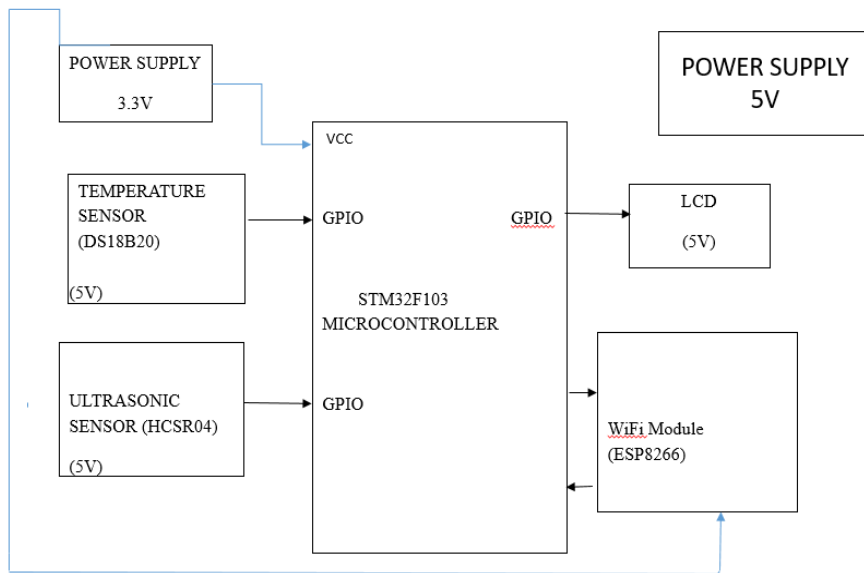 POWER SUPPLY
3.3V
POWER SUPPLY
5V
VCC
TEMPERATURE
SENSOR
(DS18B20)
(5V)
GPIO
GPIO
LCD
(5V)
STM32F103
MICROCONTROLLER
ULTRASONIC
SENSOR (HCSR04)
(5V)
GPIO
WiFi Module
(ESP8266)